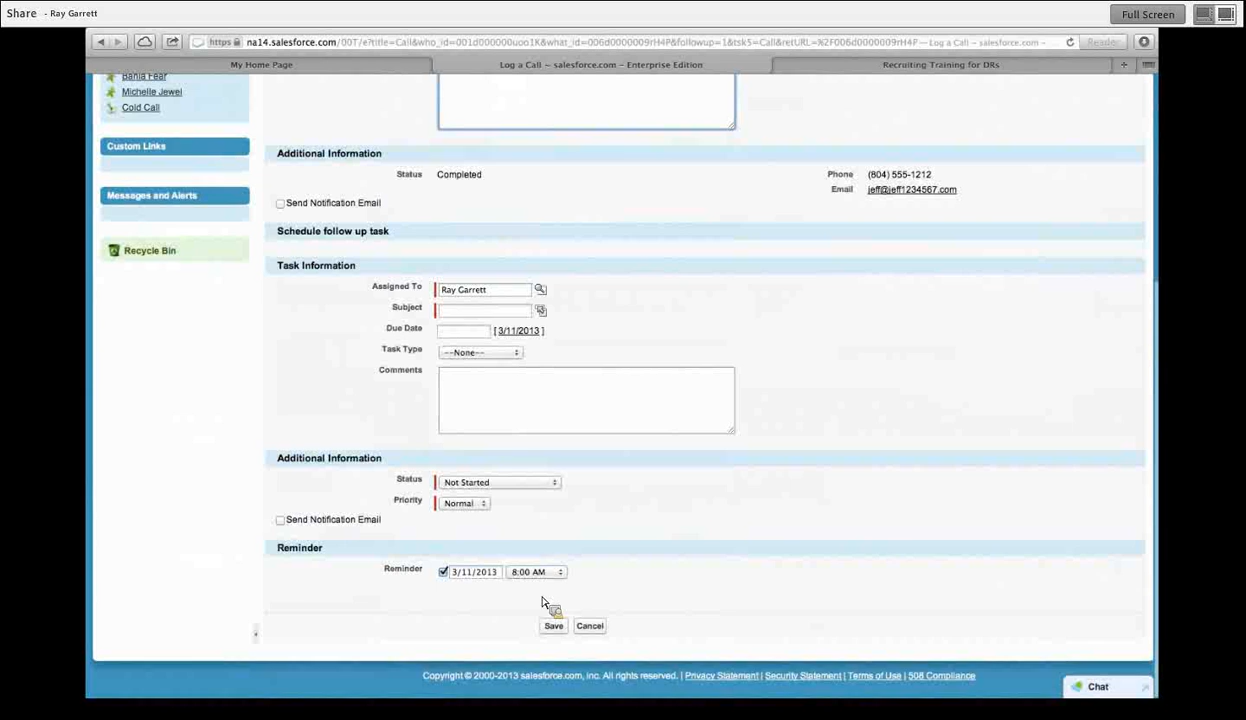 Share - Ray Garrett
Full Screen
https na14.salesforce.com/00T/e?title=Call&who_id=001d000000uoo1K&what_id=006d0000009rH4P&followup=1&tsk5=Call&retURL=%2F006d0000009rH4P — Log a Call ~ salesforce.com ~
Reader
My Home Page
Log a Call ~ salesforce.com – Enterprise Edition
Recruiting Training for DRs
Michelle Jewel
Cold Call
Custom Links
Messages and Alerts
Recycle Bin
Additional Information
Status Completed
Phone (804) 555-1212
Email jeff@jeff1234567.com
Send Notification Email
Schedule follow up task
Task Information
Assigned To Ray Garrett
Subject
Due Date [ 3/11/2013 ]
Task Type --None--
Comments
Additional Information
Status Not Started
Priority Normal
Send Notification Email
Reminder
Reminder 3/11/2013 8:00 AM
Save Cancel
Copyright © 2000-2013 salesforce.com, inc. All rights reserved. | Privacy Statement | Security Statement | Terms of Use | 508 Compliance
Chat